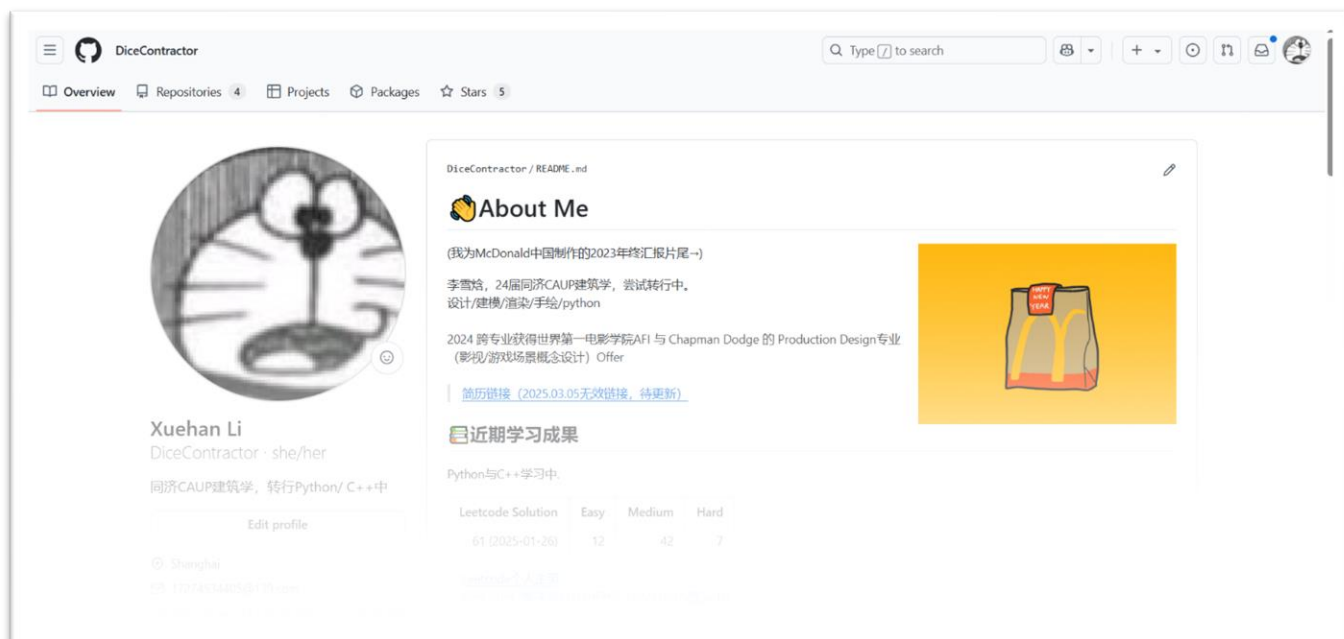 DiceContractor
Type / to search
Overview Repositories 4 Projects Packages Stars 5
DiceContractor / README.md
👋About Me
(我为McDonald中国制作的2023年终汇报片尾→)
李雪焓，24届同济CAUP建筑学，尝试转行中。
设计/建模/渲染/手绘/python
2024 跨专业获得世界第一电影学院AFI 与 Chapman Dodge 的 Production Design专业
（影视/游戏场景概念设计）Offer
简历链接（2025.03.05无效链接，待更新）
HAPPY
NEW
YEAR
Xuehan Li
DiceContractor · she/her
同济CAUP建筑学，转行Python/ C++中
Edit profile
Shanghai
近期学习成果
Python与C++学习中.
Leetcode Solution Easy Medium Hard
61 (2025-01-26) 12 42 7